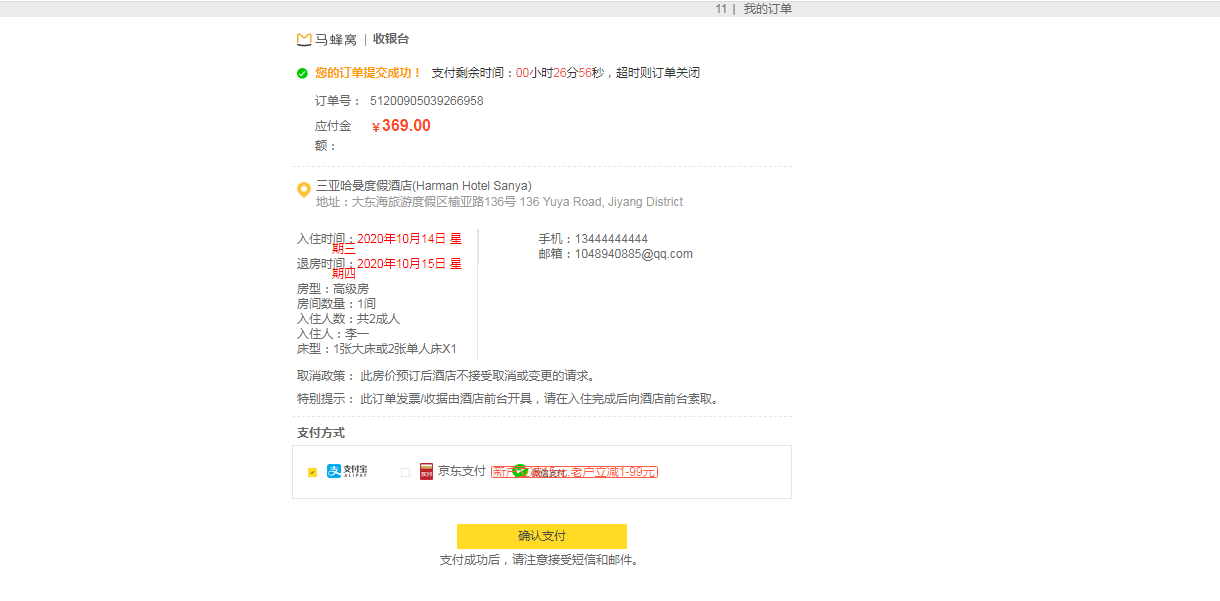 11 | 我的订单
马蜂窝 | 收银台
您的订单提交成功！ 支付剩余时间：00小时26分56秒，超时则订单关闭
订单号： 51200905039266958
应付金
额：
¥369.00
三亚哈曼度假酒店(Harman Hotel Sanya)
地址：大东海旅游度假区榆亚路136号 136 Yuya Road, Jiyang District
入住时间：2020年10月14日 星
期三
退房时间：2020年10月15日 星
期四
房型：高级房
房间数量：1间
入住人数：共2成人
入住人：李一
床型：1张大床或2张单人床X1
手机：13444444444
邮箱：1048940885@qq.com
取消政策： 此房价预订后酒店不接受取消或变更的请求。
特别提示： 此订单发票/收据由酒店前台开具，请在入住完成后向酒店前台索取。
支付方式
支 支付宝
ALIPAY
京东支付
微信支付
老户立减1-99元
确认支付
支付成功后，请注意接受短信和邮件。